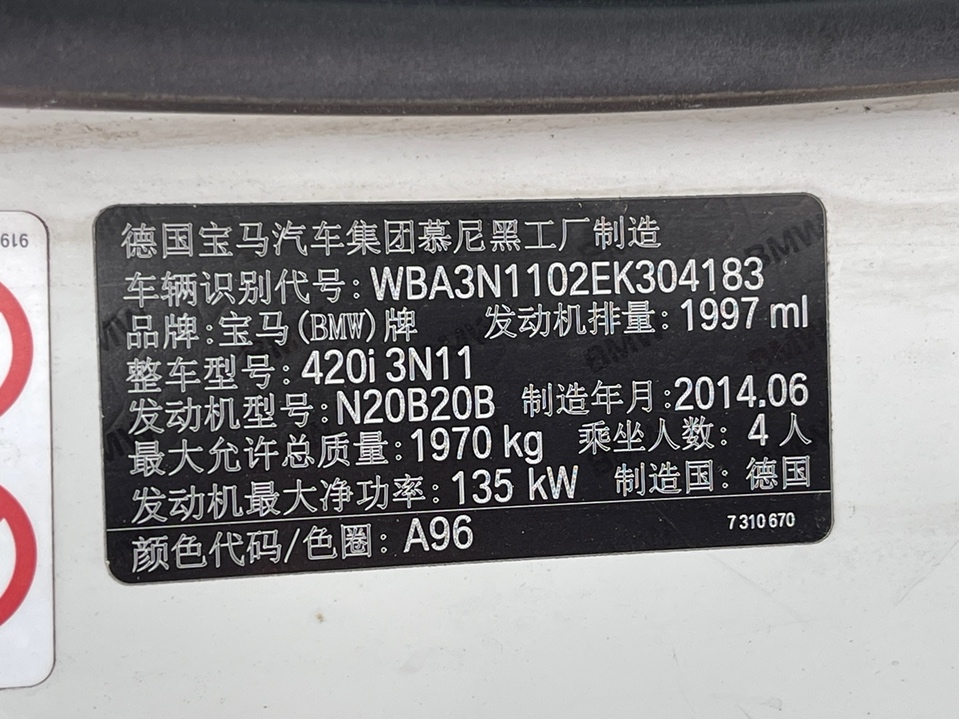 919
德国宝马汽车集团慕尼黑工厂制造
车辆识别代号: WBA3N1102EK304183
品牌: 宝马(BMW)牌 发动机排量: 1997 ml
整车型号: 420i 3N11
发动机型号: N20B20B 制造年月: 2014.06
最大允许总质量: 1970 kg 乘坐人数: 4 人
发动机最大净功率: 135 kW 制造国: 德国
颜色代码/色圈: A96 7 310 670